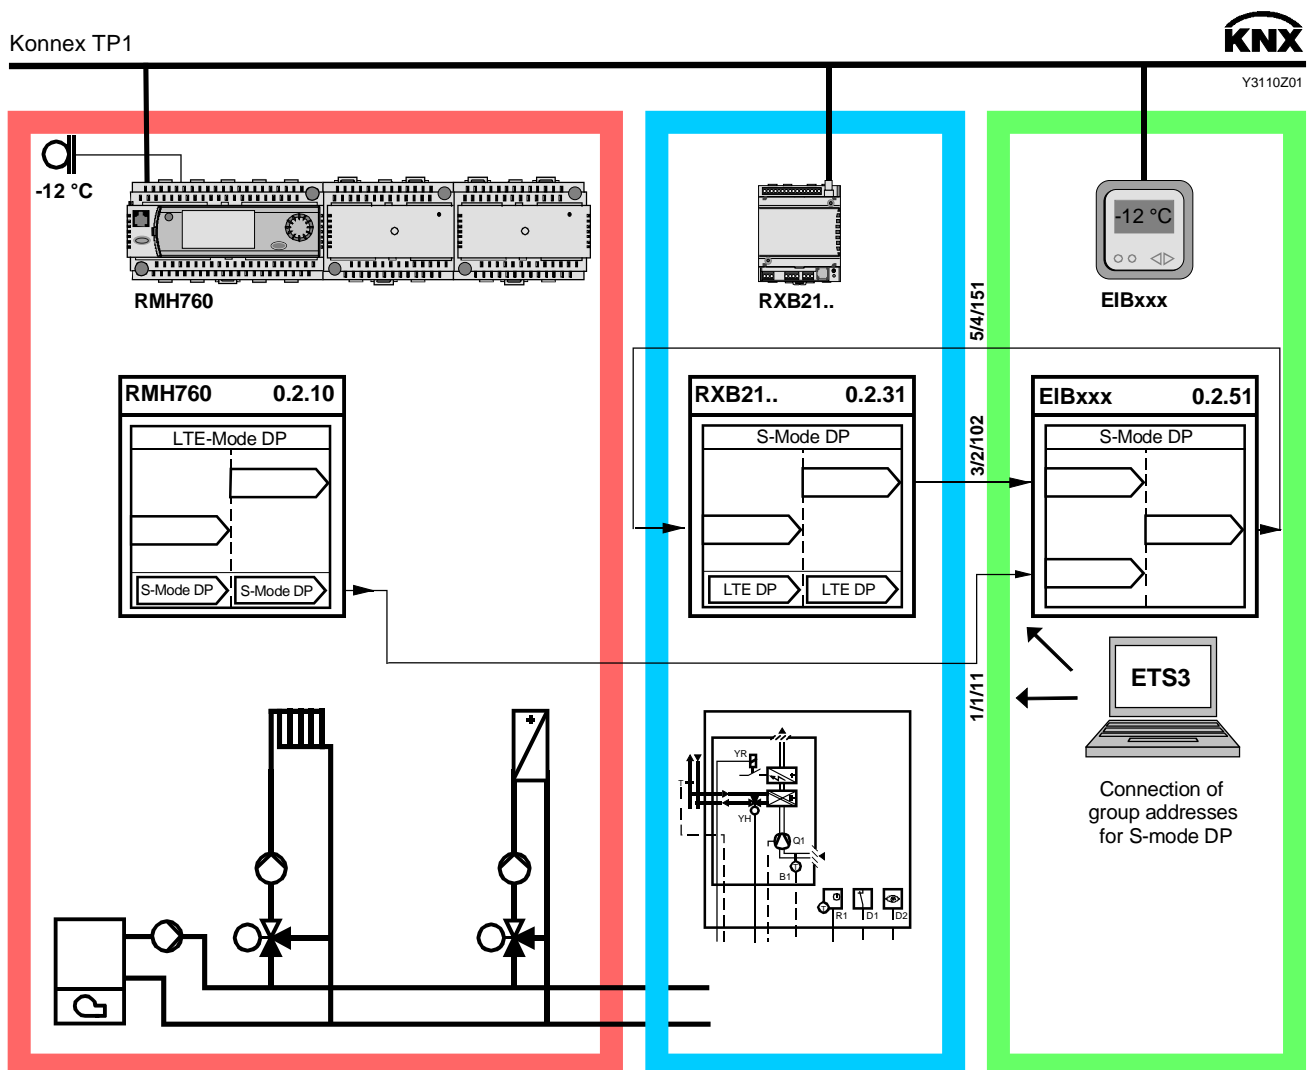 Konnex TP1
KNX
Y3110Z01
-12 °C
-12 °C
RMH760
RXB21..
EIBxxx
5/4/151
RMH760 0.2.10
LTE-Mode DP
S-Mode DP
S-Mode DP
RXB21.. 0.2.31
S-Mode DP
LTE DP
LTE DP
3/2/102
EIBxxx 0.2.51
S-Mode DP
1/1/11
ETS3
Connection of
group addresses
for S-mode DP
YR
T
YH
Q1
B1
T
T
R1
D1
D2